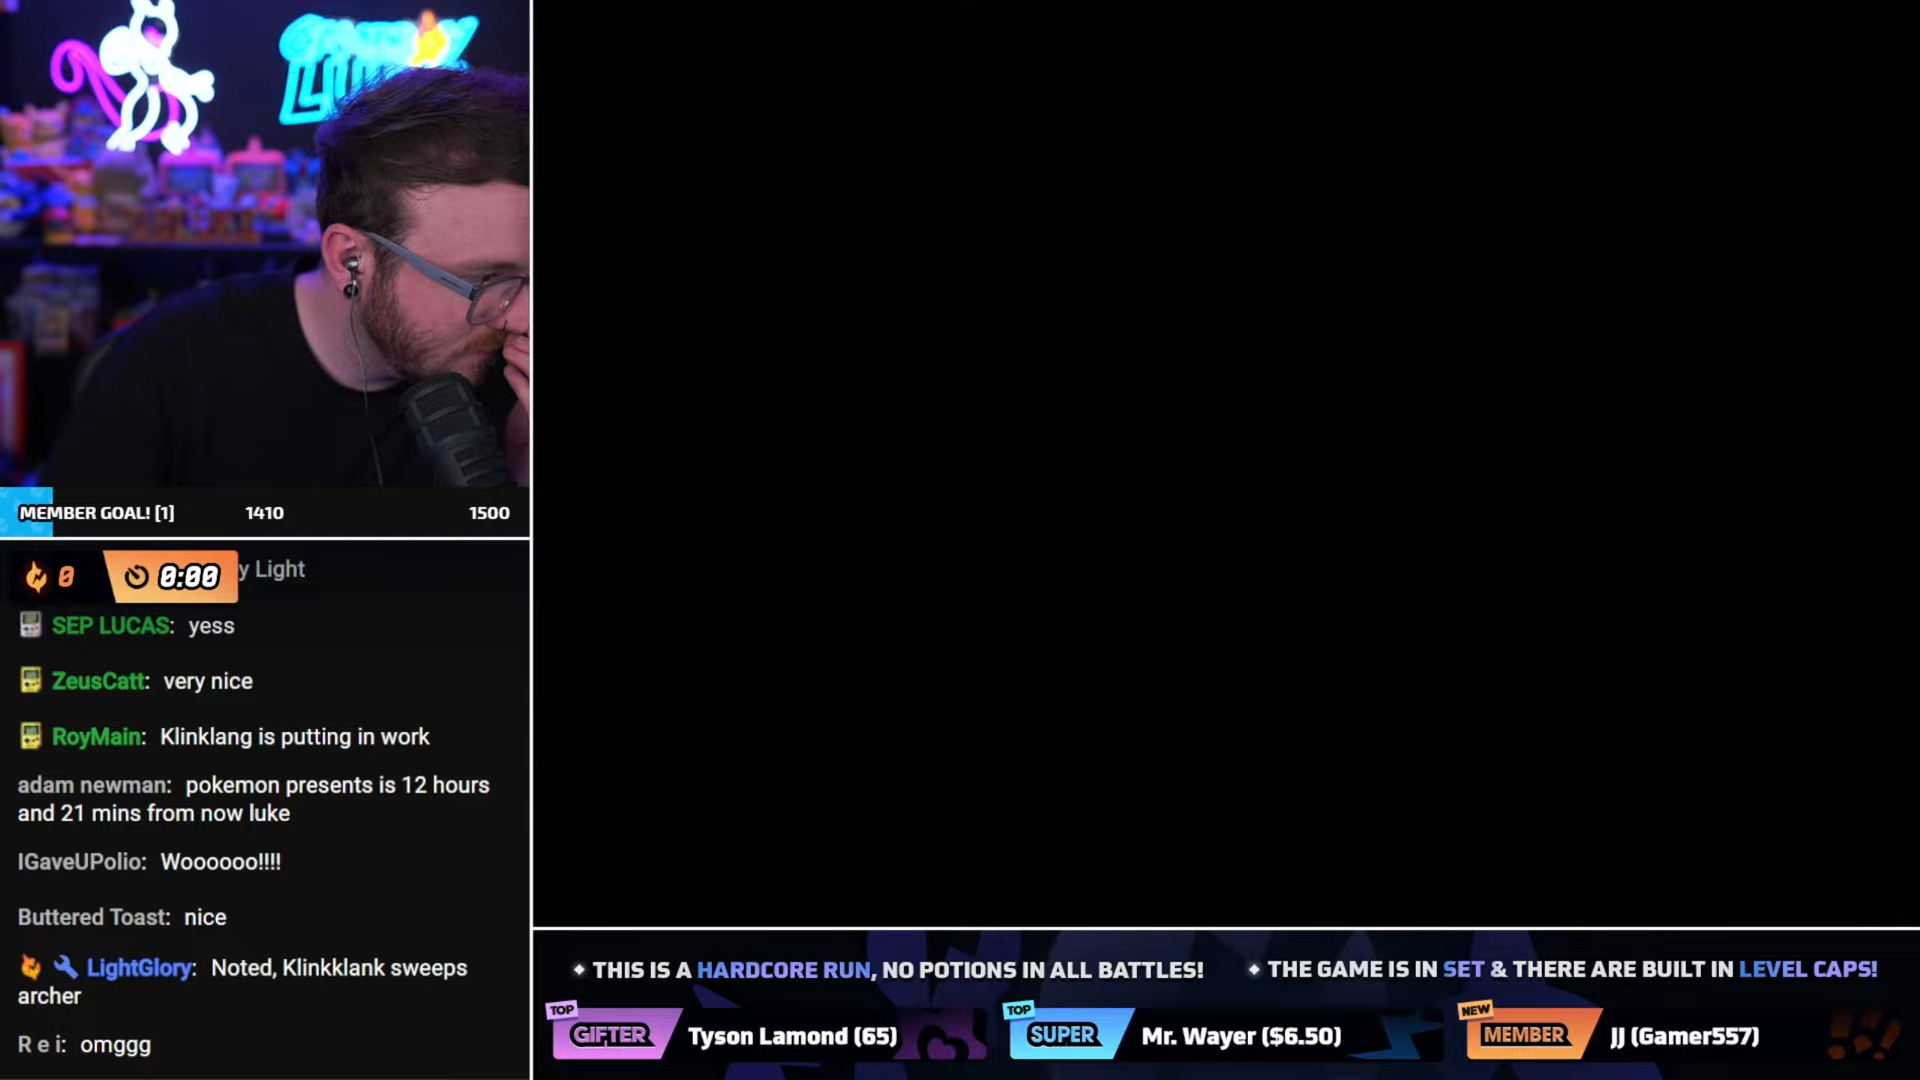 MEMBER GOAL! [1] 1410 1500
0 0:00 y Light
SEP LUCAS: yess
ZeusCatt: very nice
RoyMain: Klinklang is putting in work
adam newman: pokemon presents is 12 hours
and 21 mins from now luke
IGaveUPolio: Woooooo!!!!
Buttered Toast: nice
LightGlory: Noted, Klinkklank sweeps
archer
R e i: omggg
THIS IS A HARDCORE RUN, NO POTIONS IN ALL BATTLES! THE GAME IS IN SET & THERE ARE BUILT IN LEVEL CAPS!
TOP GIFTER Tyson Lamond (65) TOP SUPER Mr. Wayer ($6.50) NEW MEMBER JJ (Gamer557)